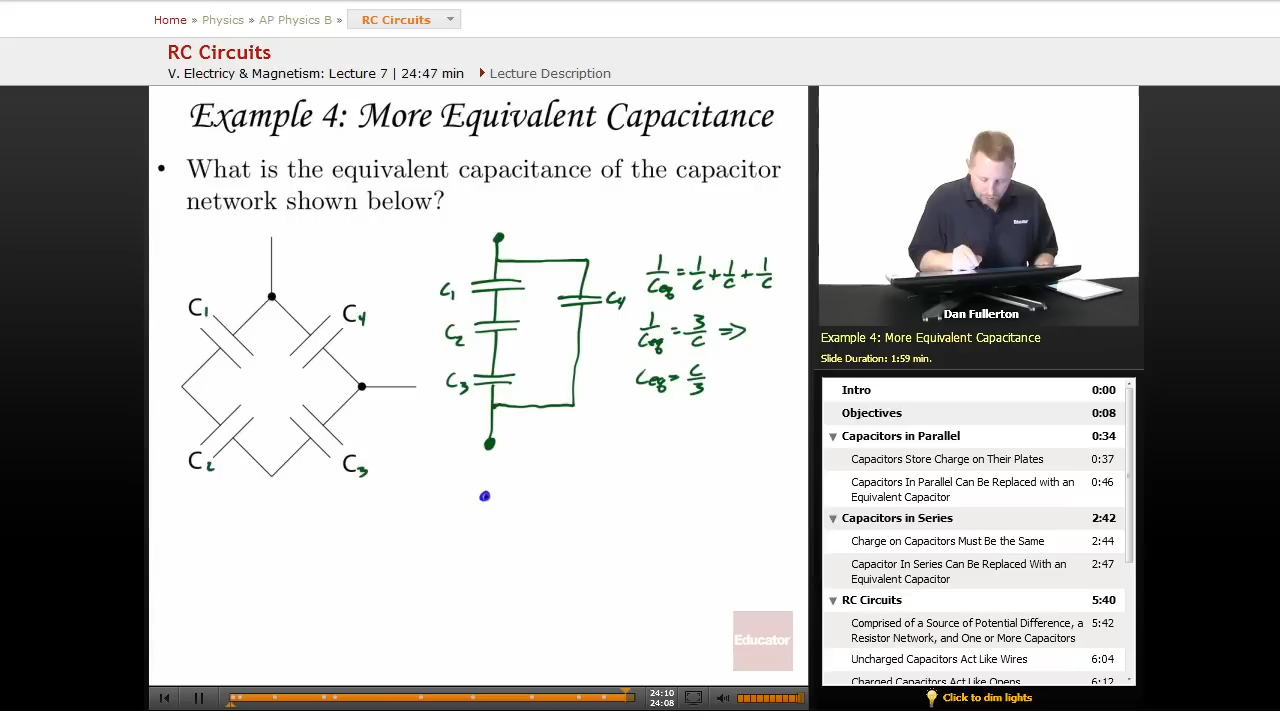 Home » Physics » AP Physics B » RC Circuits
RC Circuits
V. Electricy & Magnetism: Lecture 7 | 24:47 min Lecture Description
Example 4: More Equivalent Capacitance
• What is the equivalent capacitance of the capacitor
network shown below?
C1
C4
C2
C3
C1
C2
C3
C4
1/Ceq = 1/C + 1/C + 1/C
1/Ceq = 3/C =>
Ceq = C/3
Educator
24:10
24:08
Educator
Dan Fullerton
Example 4: More Equivalent Capacitance
Slide Duration: 1:59 min.
Intro 0:00
Objectives 0:08
Capacitors in Parallel 0:34
Capacitors Store Charge on Their Plates 0:37
Capacitors In Parallel Can Be Replaced with an 0:46
Equivalent Capacitor
Capacitors in Series 2:42
Charge on Capacitors Must Be the Same 2:44
Capacitor In Series Can Be Replaced With an 2:47
Equivalent Capacitor
RC Circuits 5:40
Comprised of a Source of Potential Difference, a 5:42
Resistor Network, and One or More Capacitors
Uncharged Capacitors Act Like Wires 6:04
Charged Capacitors Act Like Opens 6:12
Click to dim lights